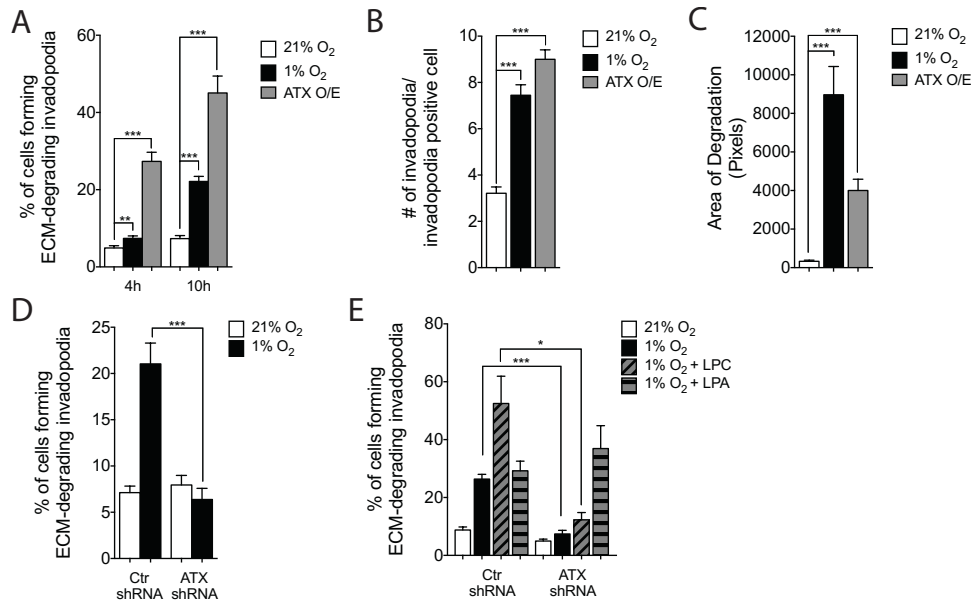 A
% of cells forming
ECM-degrading invadopodia
60
40
20
0
***
**
***
***
4h
10h
21% O2
1% O2
ATX O/E
B
# of invadopodia/
invadopodia positive cell
10
8
6
4
2
0
***
***
21% O2
1% O2
ATX O/E
C
Area of Degradation
(Pixels)
12000
10000
8000
6000
4000
2000
0
***
***
21% O2
1% O2
ATX O/E
D
% of cells forming
ECM-degrading invadopodia
25
20
15
10
5
0
***
Ctr
shRNA
ATX
shRNA
21% O2
1% O2
E
% of cells forming
ECM-degrading invadopodia
80
60
40
20
0
*
***
Ctr
shRNA
ATX
shRNA
21% O2
1% O2
1% O2 + LPC
1% O2 + LPA